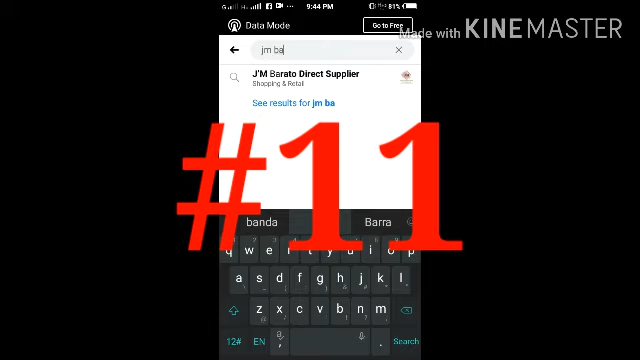 9:44 PM
81%
Data Mode
Go to Free
Made with KINEMASTER
jm ba
J'M Barato Direct Supplier
Shopping & Retail
See results for jm ba
#11
banda
Barra
q w e r t y u i o p
a s d f g h j k l
z x c v b n m
12# EN , . Search